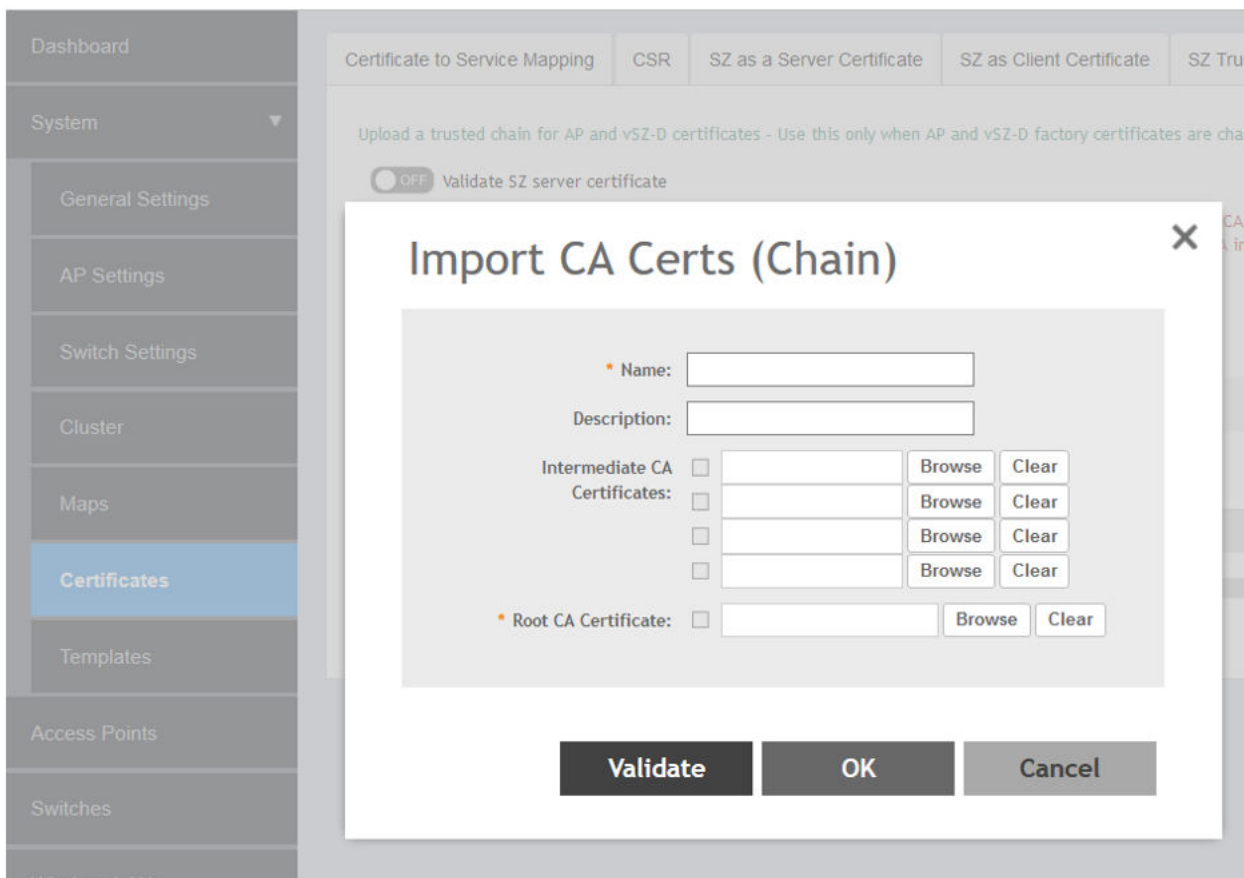 Dashboard
System
General Settings
AP Settings
Switch Settings
Cluster
Maps
Certificates
Templates
Access Points
Switches
Certificate to Service Mapping CSR SZ as a Server Certificate SZ as Client Certificate SZ Tru
Upload a trusted chain for AP and vSZ-D certificates - Use this only when AP and vSZ-D factory certificates are cha
OFF Validate SZ server certificate
CA
Import CA Certs (Chain)
* Name:
Description:
Intermediate CA Browse Clear
Certificates: Browse Clear
Browse Clear
Browse Clear
* Root CA Certificate: Browse Clear
Validate OK Cancel